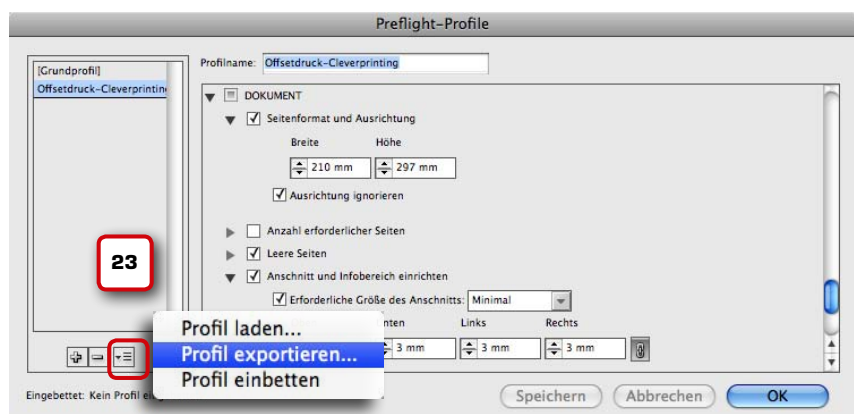 Preflight-Profile
[Grundprofil]
Offsetdruck-Cleverprintin
Profilname: Offsetdruck-Cleverprinting
DOKUMENT
Seitenformat und Ausrichtung
Breite Höhe
210 mm 297 mm
Ausrichtung ignorieren
Anzahl erforderlicher Seiten
Leere Seiten
Anschnitt und Infobereich einrichten
Erforderliche Größe des Anschnitts: Minimal
Links Rechts
3 mm 3 mm 3 mm
23
Profil laden...
Profil exportieren...
Profil einbetten
Eingebettet: Kein Profil
Speichern Abbrechen OK